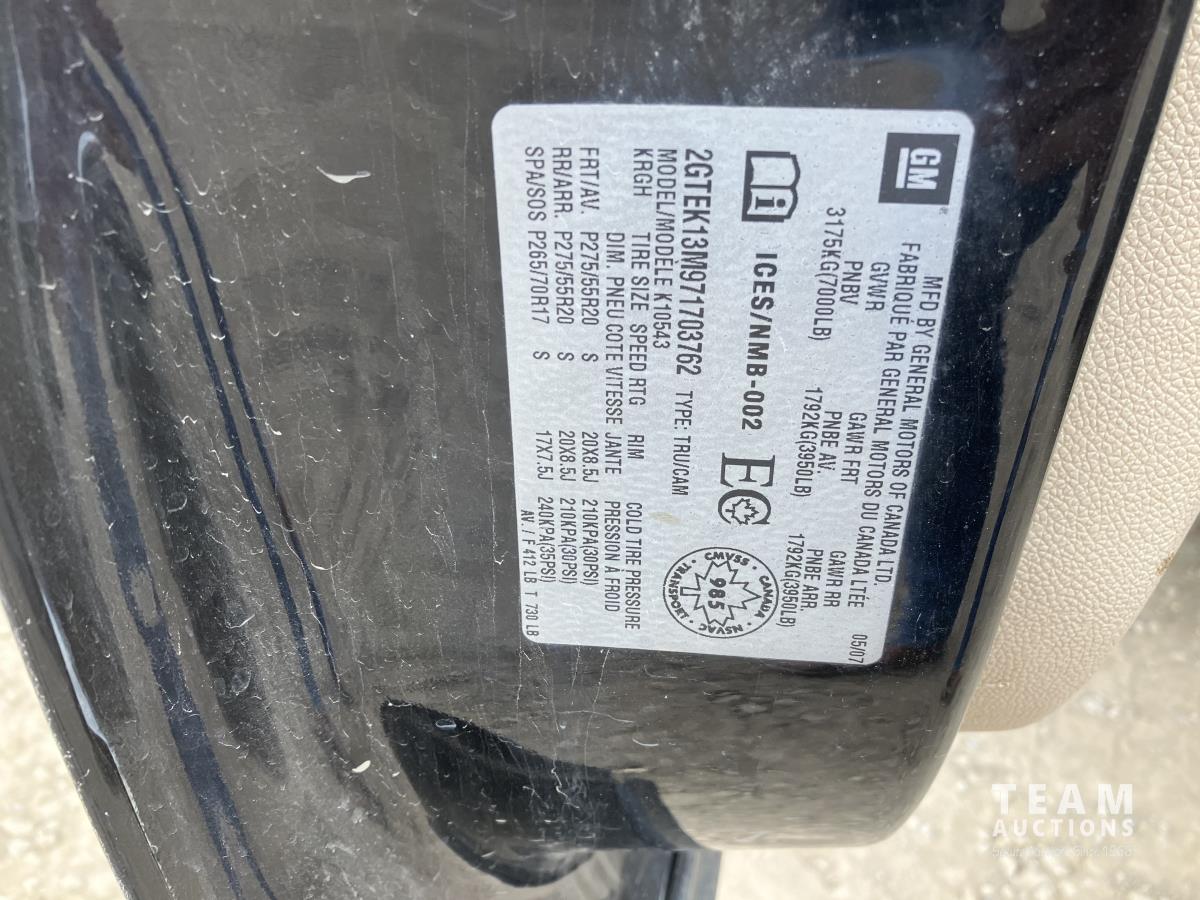 GM
MFD BY GENERAL MOTORS OF CANADA LTD.
FABRIQUÉ PAR GENERAL MOTORS DU CANADA LTÉE
05/07
GVWR GAWR FRT GAWR RR
PNBV PNBE AV. PNBE ARR.
3175KG(7000LB) 1792KG(3950LB) 1792KG(3950LB)
i ICES/NMB-002 EC
CMVSS · CANADA · NSVAC · TRANSPORT ·
985
2GTEK13M971703762 TYPE: TRU/CAM
MODEL/MODÈLE K10543
KRGH TIRE SIZE SPEED RTG RIM COLD TIRE PRESSURE
DIM. PNEU COTE VITESSE JANTE PRESSION À FROID
FRT/AV. P275/55R20 S 20X8.5J 210KPA(30PSI)
RR/ARR. P275/55R20 S 20X8.5J 210KPA(30PSI)
SPA/SOS P265/70R17 S 17X7.5J 240KPA(35PSI)
AV. / F 412 LB T 730 LB
TEAM
AUCTIONS